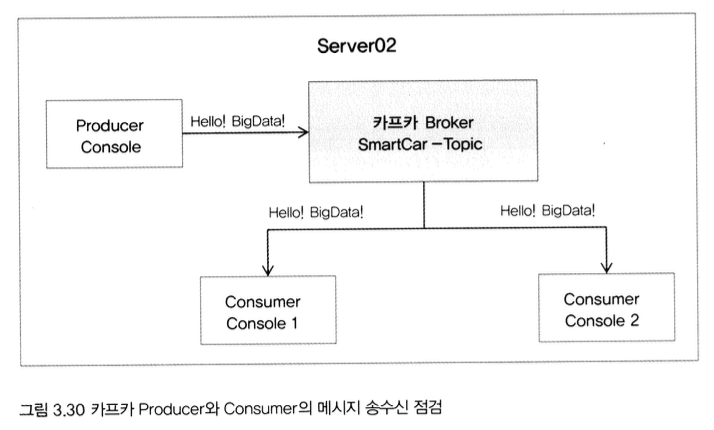 Server02
Producer
Console
Hello! BigData!
카프카 Broker
SmartCar – Topic
Hello! BigData!
Hello! BigData!
Consumer
Console 1
Consumer
Console 2
그림 3.30 카프카 Producer와 Consumer의 메시지 송수신 점검